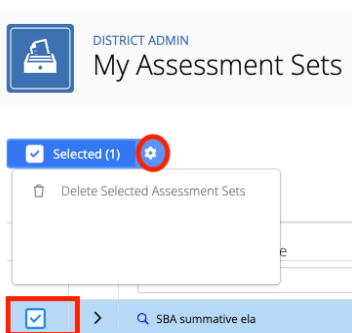 DISTRICT ADMIN
My Assessment Sets
Selected (1)
Delete Selected Assessment Sets
SBA summative ela